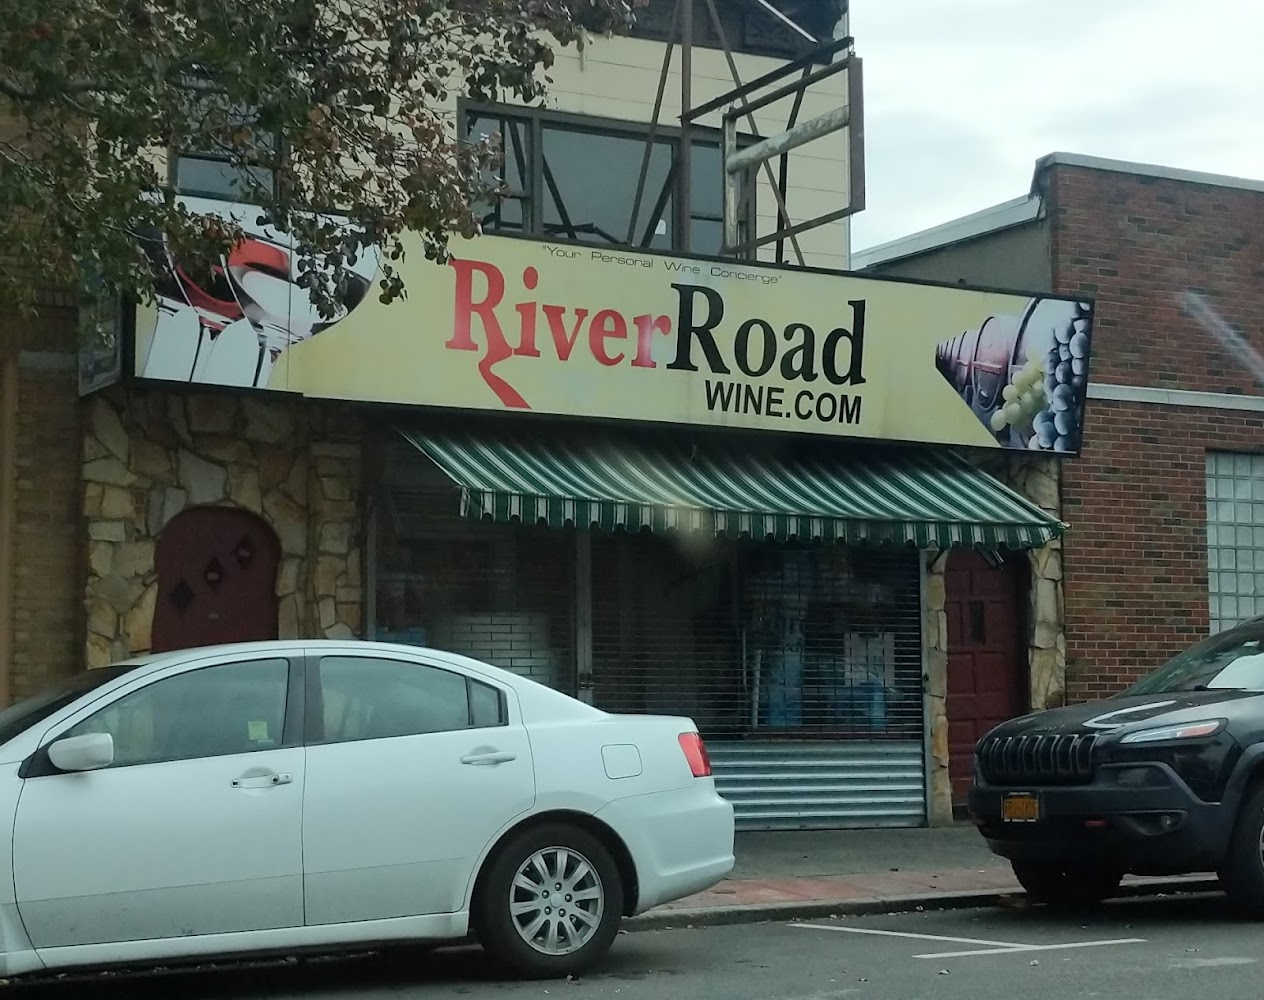 "Your Personal Wine Concierge"
RiverRoad
WINE.COM